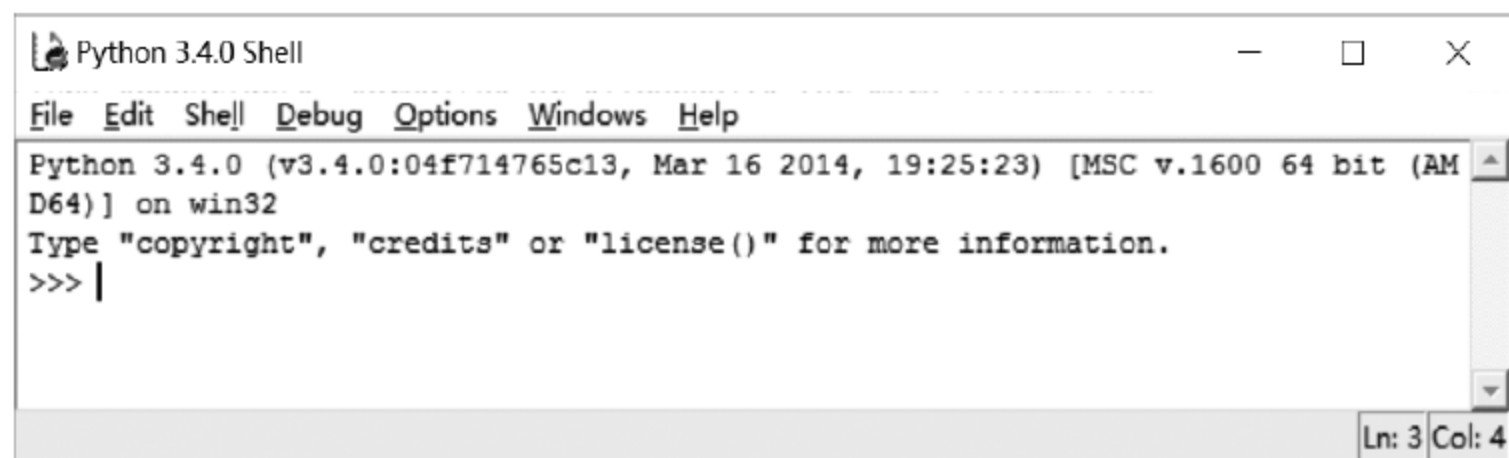 Python 3.4.0 Shell
File Edit Shell Debug Options Windows Help
Python 3.4.0 (v3.4.0:04f714765c13, Mar 16 2014, 19:25:23) [MSC v.1600 64 bit (AM
D64)] on win32
Type "copyright", "credits" or "license()" for more information.
>>>
Ln: 3 Col: 4